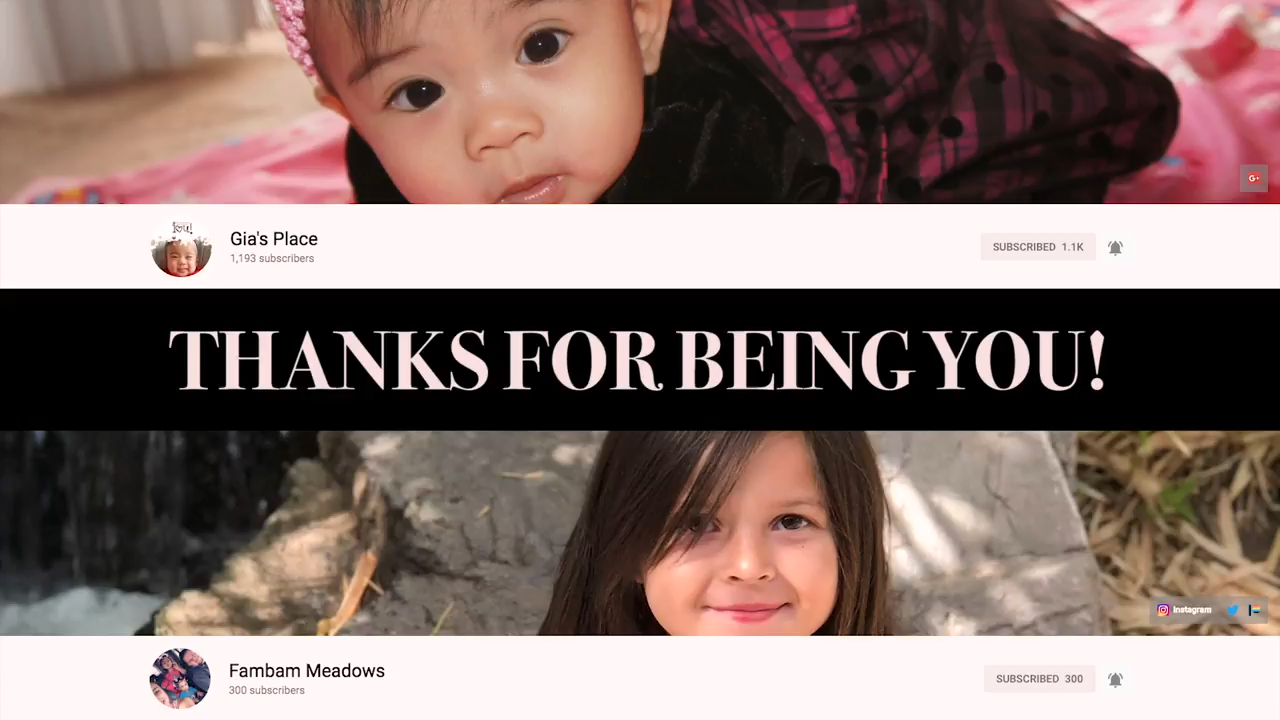 G+
you!
Gia's Place
1,193 subscribers
SUBSCRIBED 1.1K
THANKS FOR BEING YOU!
Instagram
Fambam Meadows
300 subscribers
SUBSCRIBED 300